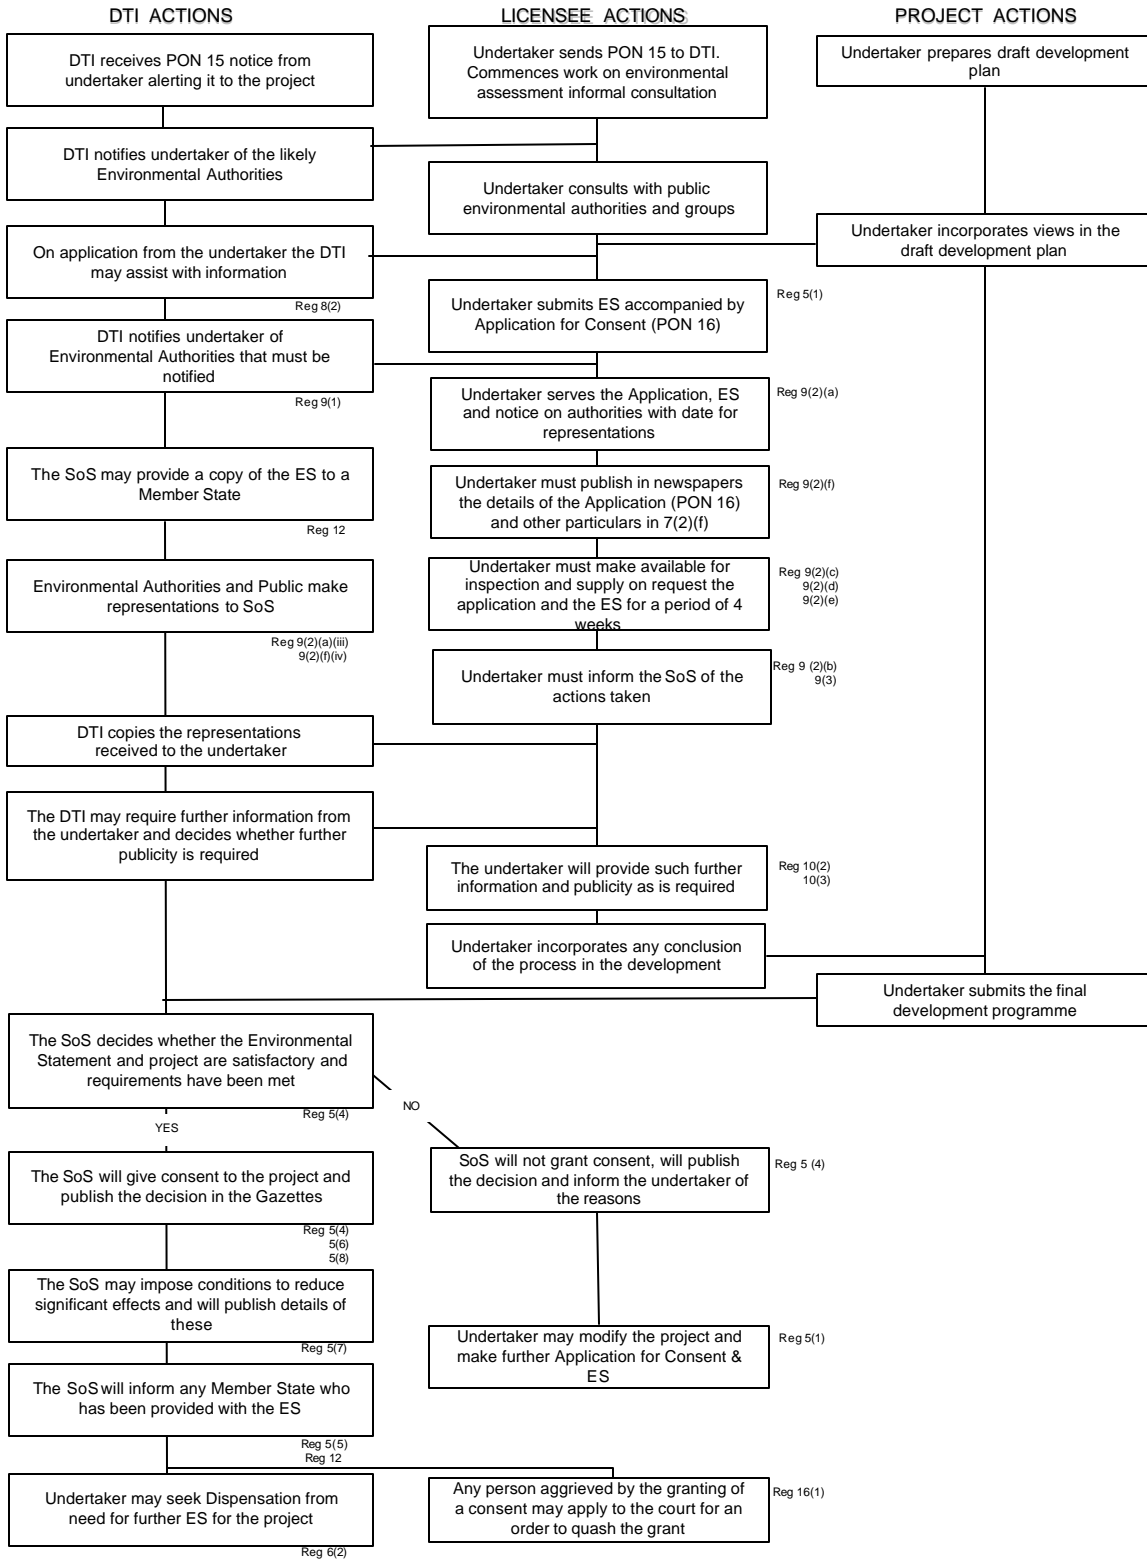 DTI ACTIONS
LICENSEE ACTIONS
PROJECT ACTIONS
DTI receives PON 15 notice from
undertaker alerting it to the project
Undertaker sends PON 15 to DTI.
Commences work on environmental
assessment informal consultation
Undertaker prepares draft development
plan
DTI notifies undertaker of the likely
Environmental Authorities
Undertaker consults with public
environmental authorities and groups
Undertaker incorporates views in the
draft development plan
On application from the undertaker the DTI
may assist with information
Reg 8(2)
Undertaker submits ES accompanied by
Application for Consent (PON 16)
Reg 5(1)
DTI notifies undertaker of
Environmental Authorities that must be
notified
Reg 9(1)
Undertaker serves the Application, ES
and notice on authorities with date for
representations
Reg 9(2)(a)
The SoS may provide a copy of the ES to a
Member State
Reg 12
Undertaker must publish in newspapers
the details of the Application (PON 16)
and other particulars in 7(2)(f)
Reg 9(2)(f)
Environmental Authorities and Public make
representations to SoS
Reg 9(2)(a)(iii)
9(2)(f)(iv)
Undertaker must make available for
inspection and supply on request the
application and the ES for a period of 4
weeks
Reg 9(2)(c)
9(2)(d)
9(2)(e)
Undertaker must inform the SoS of the
actions taken
Reg 9 (2)(b)
9(3)
DTI copies the representations
received to the undertaker
The DTI may require further information from
the undertaker and decides whether further
publicity is required
The undertaker will provide such further
information and publicity as is required
Reg 10(2)
10(3)
Undertaker incorporates any conclusion
of the process in the development
Undertaker submits the final
development programme
The SoS decides whether the Environmental
Statement and project are satisfactory and
requirements have been met
Reg 5(4)
NO
YES
The SoS will give consent to the project and
publish the decision in the Gazettes
Reg 5(4)
5(6)
5(8)
SoS will not grant consent, will publish
the decision and inform the undertaker of
the reasons
Reg 5 (4)
The SoS may impose conditions to reduce
significant effects and will publish details of
these
Reg 5(7)
Undertaker may modify the project and
make further Application for Consent &
ES
Reg 5(1)
The SoS will inform any Member State who
has been provided with the ES
Reg 5(5)
Reg 12
Undertaker may seek Dispensation from
need for further ES for the project
Reg 6(2)
Any person aggrieved by the granting of
a consent may apply to the court for an
order to quash the grant
Reg 16(1)